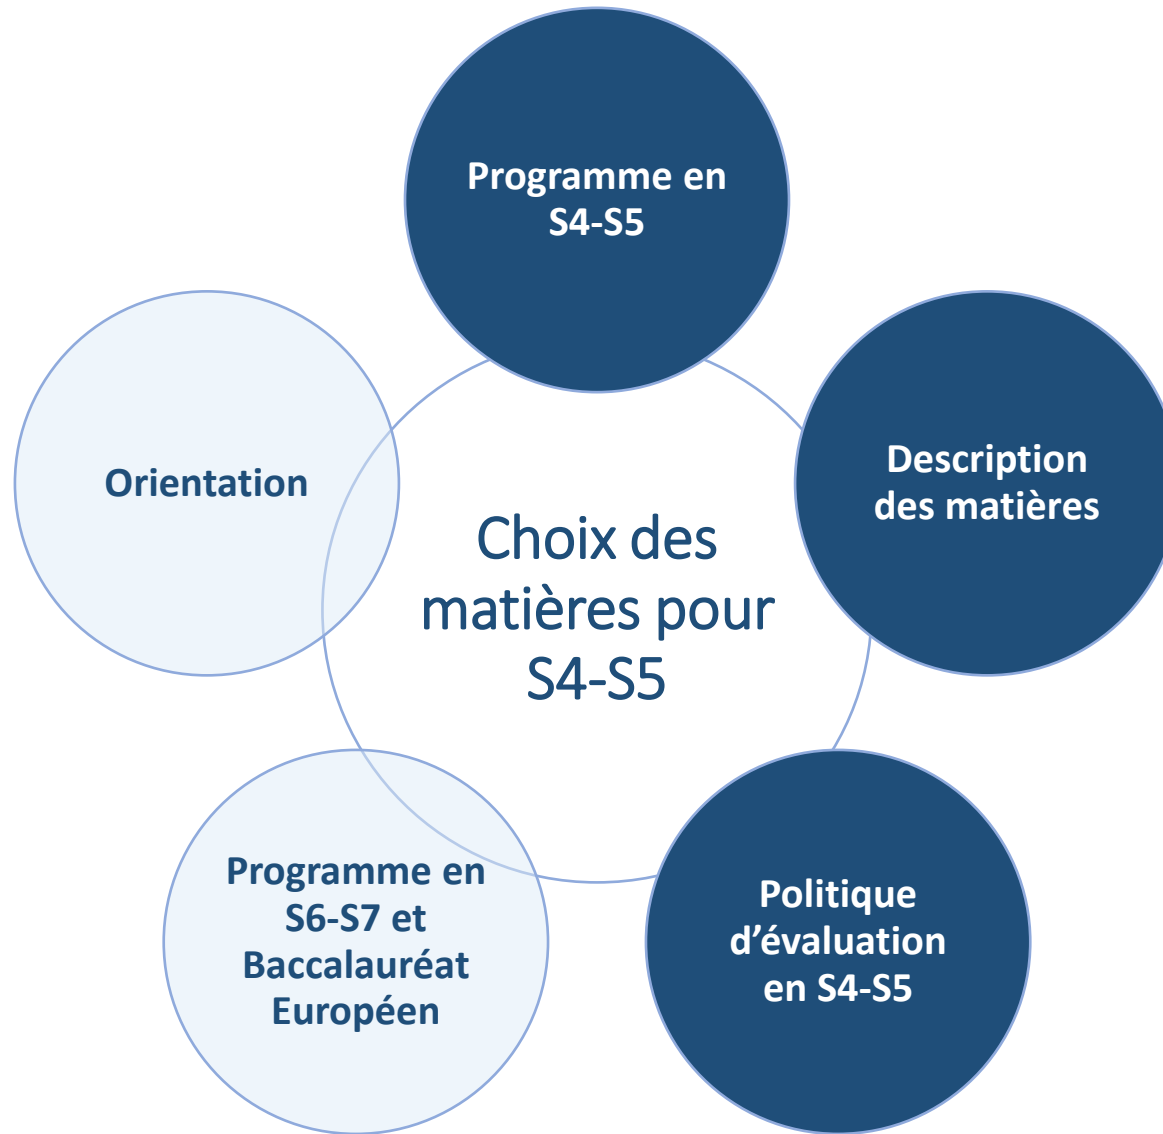 Programme en
S4-S5
Orientation
Description
des matières
Choix des
matières pour
S4-S5
Programme en
S6-S7 et
Baccalauréat
Européen
Politique
d’évaluation
en S4-S5